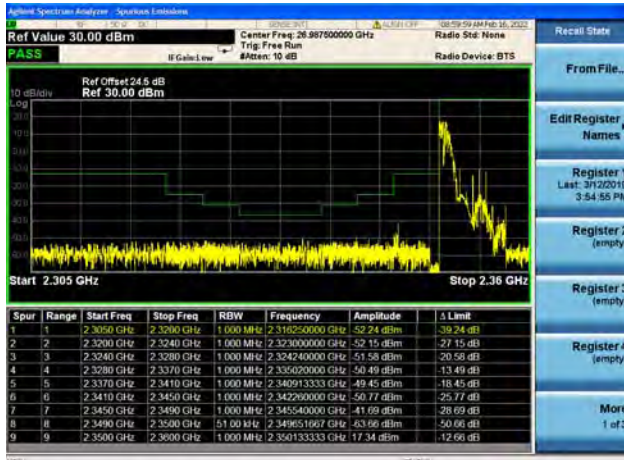 Agilent Spectrum Analyzer - Spurious Emissions
RF 50 Ω DC SENSE:INT ALIGN OFF 08:59:59 AM Feb 16, 2022
Ref Value 30.00 dBm Center Freq: 26.987500000 GHz Radio Std: None
Trig: Free Run
PASS IFGain:Low #Atten: 10 dB Radio Device: BTS
Ref Offset 24.5 dB
10 dB/div Ref 30.00 dBm
Log
Start 2.305 GHz Stop 2.36 GHz
Spur Range Start Freq Stop Freq RBW Frequency Amplitude Δ Limit
1 1 2.3050 GHz 2.3200 GHz 1.000 MHz 2.316250000 GHz -52.24 dBm -39.24 dB
2 2 2.3200 GHz 2.3240 GHz 1.000 MHz 2.323000000 GHz -52.15 dBm -27.15 dB
3 3 2.3240 GHz 2.3280 GHz 1.000 MHz 2.324240000 GHz -51.58 dBm -20.58 dB
4 4 2.3280 GHz 2.3370 GHz 1.000 MHz 2.335020000 GHz -50.49 dBm -13.49 dB
5 5 2.3370 GHz 2.3410 GHz 1.000 MHz 2.340913333 GHz -49.45 dBm -18.45 dB
6 6 2.3410 GHz 2.3450 GHz 1.000 MHz 2.342260000 GHz -50.77 dBm -25.77 dB
7 7 2.3450 GHz 2.3490 GHz 1.000 MHz 2.345540000 GHz -41.69 dBm -28.69 dB
8 8 2.3490 GHz 2.3500 GHz 51.00 kHz 2.349651667 GHz -63.66 dBm -50.66 dB
9 9 2.3500 GHz 2.3600 GHz 1.000 MHz 2.350133333 GHz 17.34 dBm -12.66 dB
Recall State
From File...
Edit Register
Names
Register
Last: 3/12/2019
3:54:55 PM
Register 2
(empty
Register 3
(empty
Register 4
(empty
More
1 of 3